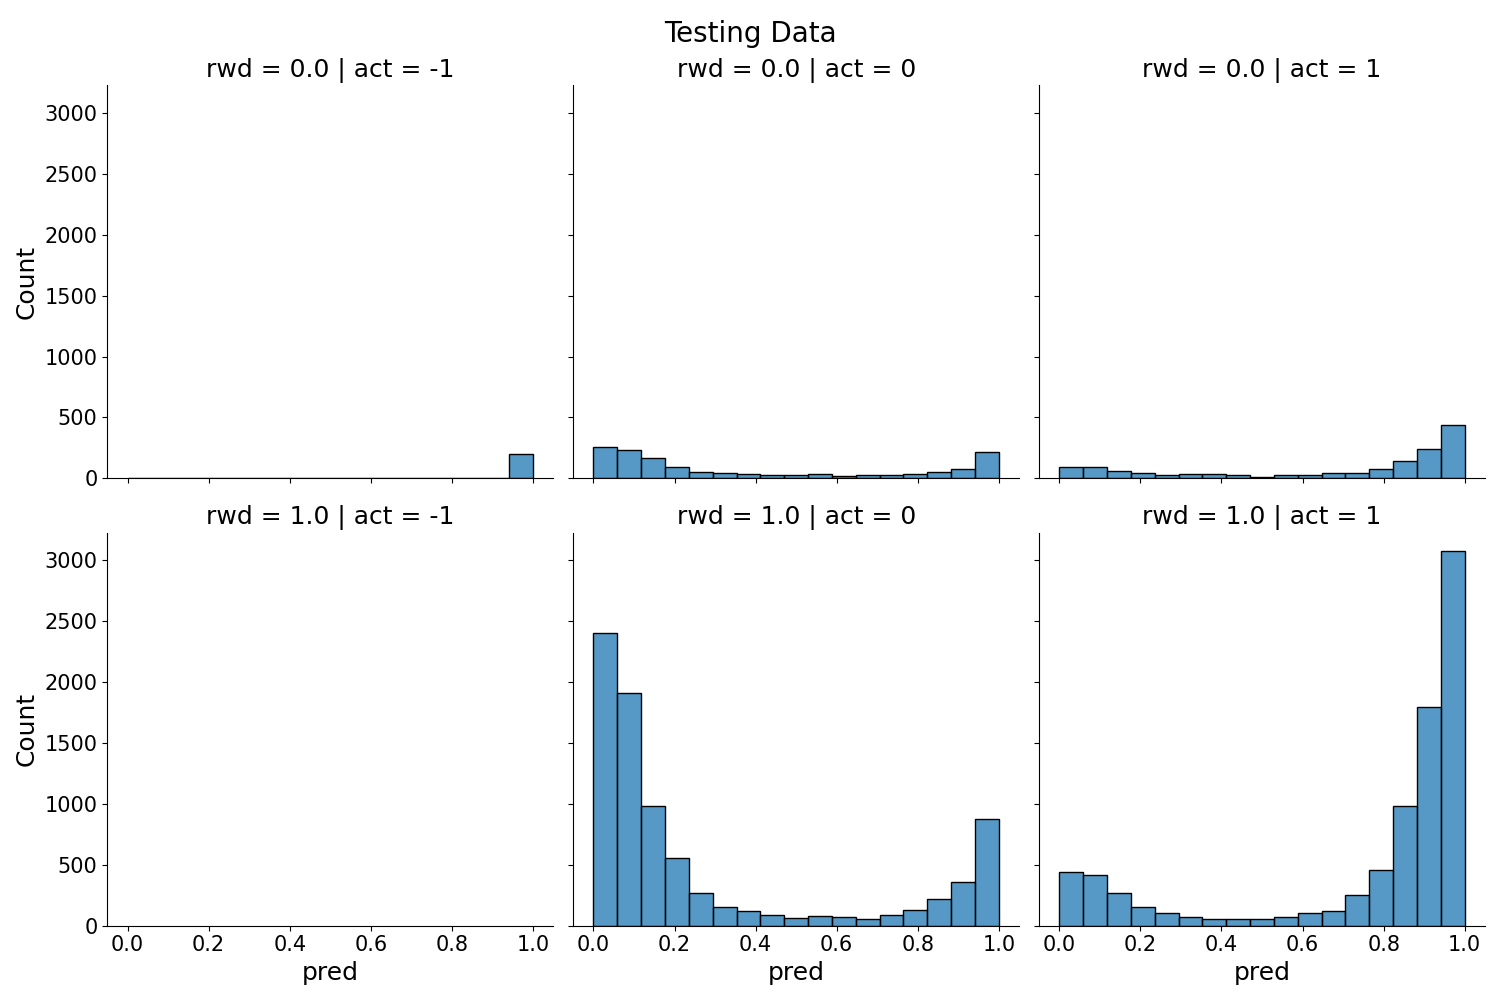 Testing Data
rwd = 0.0 | act = -1
rwd = 0.0 | act = 0
rwd = 0.0 | act = 1
3000
2500
2000
1500
1000
500
0
Count
rwd = 1.0 | act = -1
rwd = 1.0 | act = 0
rwd = 1.0 | act = 1
3000
2500
2000
1500
1000
500
0
Count
0.0 0.2 0.4 0.6 0.8 1.0
0.0 0.2 0.4 0.6 0.8 1.0
0.0 0.2 0.4 0.6 0.8 1.0
pred
pred
pred